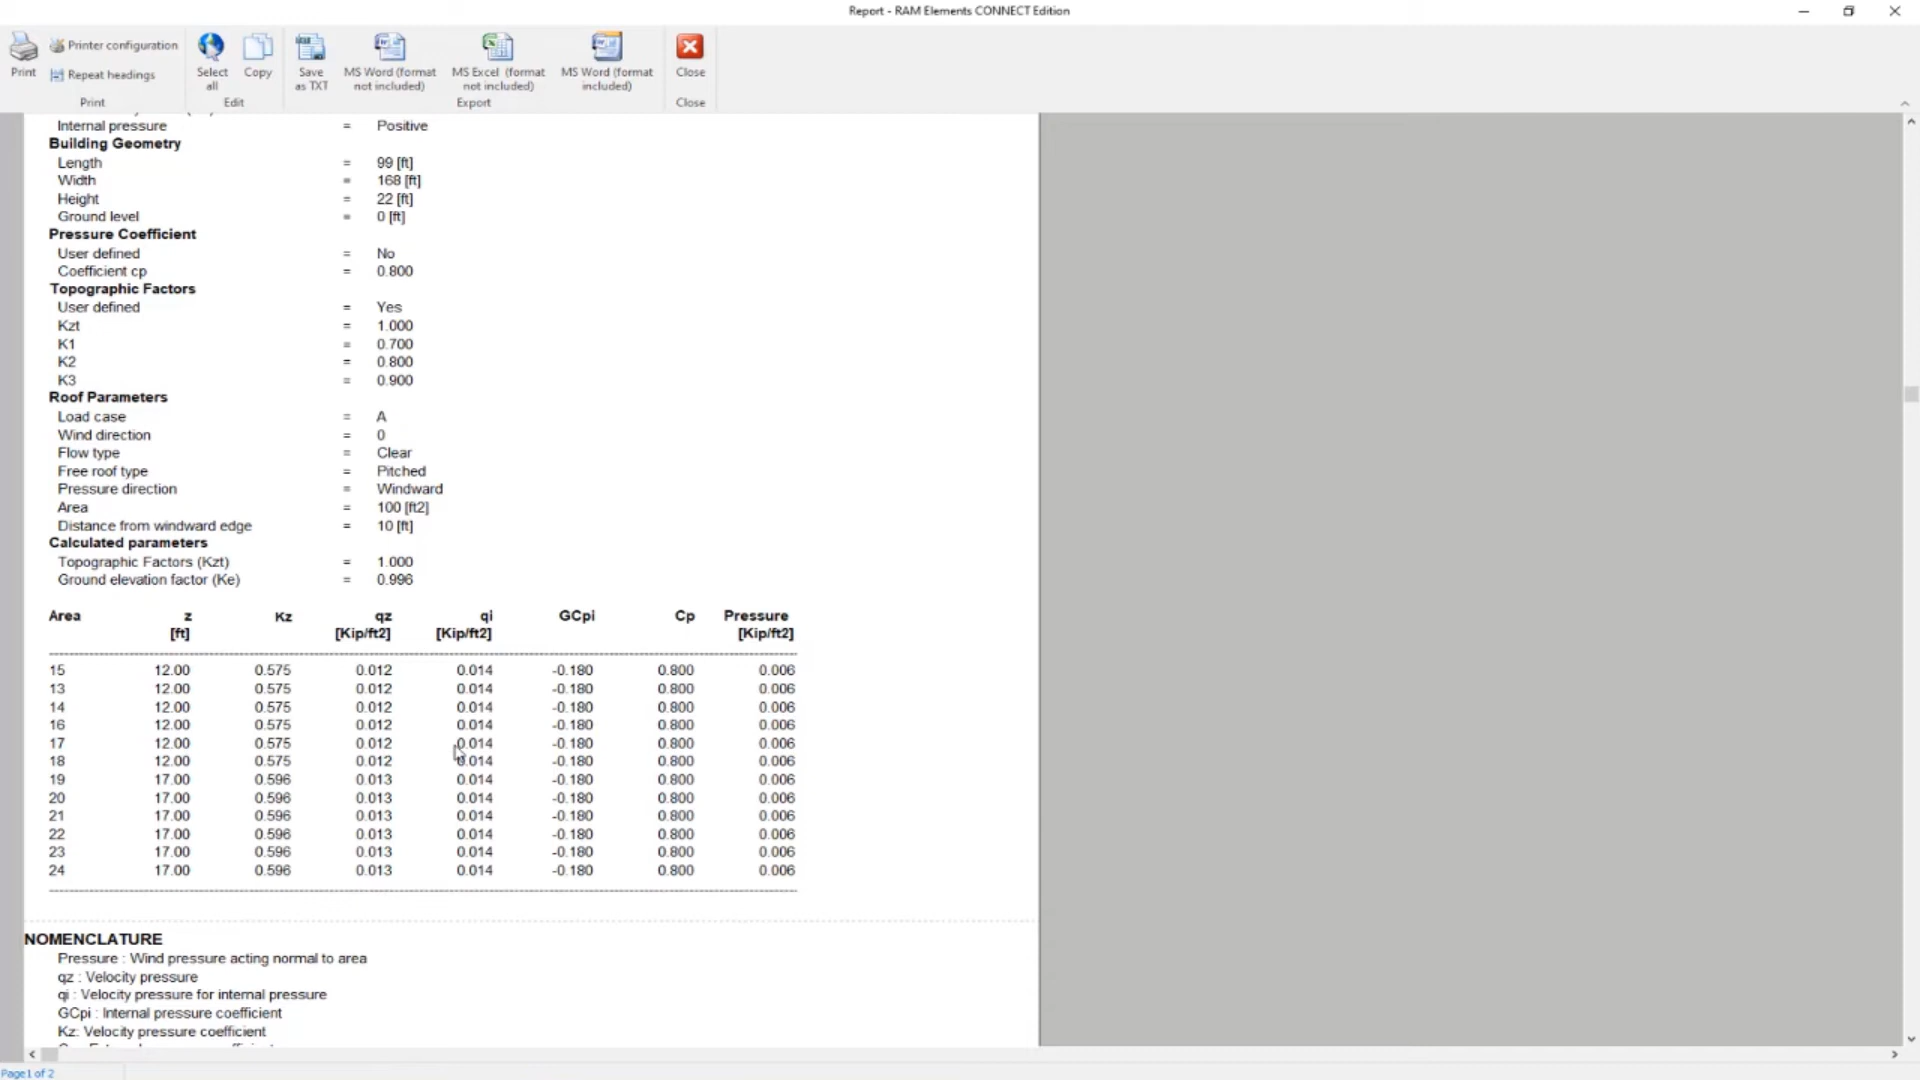 Report - RAM Elements CONNECT Edition
Print
Printer configuration
Repeat headings
Print
Select all
Copy
Edit
Save as TXT
MS Word (format not included)
MS Excel (format not included)
MS Word (format included)
Export
Close
Close
Internal pressure = Positive
Building Geometry
Length = 99 [ft]
Width = 168 [ft]
Height = 22 [ft]
Ground level = 0 [ft]
Pressure Coefficient
User defined = No
Coefficient cp = 0.800
Topographic Factors
User defined = Yes
Kzt = 1.000
K1 = 0.700
K2 = 0.800
K3 = 0.900
Roof Parameters
Load case = A
Wind direction = 0
Flow type = Clear
Free roof type = Pitched
Pressure direction = Windward
Area = 100 [ft2]
Distance from windward edge = 10 [ft]
Calculated parameters
Topographic Factors (Kzt) = 1.000
Ground elevation factor (Ke) = 0.996
Area z Kz qz qi GCpi Cp Pressure
[ft] [Kip/ft2] [Kip/ft2] [Kip/ft2]
15 12.00 0.575 0.012 0.014 -0.180 0.800 0.006
13 12.00 0.575 0.012 0.014 -0.180 0.800 0.006
14 12.00 0.575 0.012 0.014 -0.180 0.800 0.006
16 12.00 0.575 0.012 0.014 -0.180 0.800 0.006
17 12.00 0.575 0.012 0.014 -0.180 0.800 0.006
18 12.00 0.575 0.012 0.014 -0.180 0.800 0.006
19 17.00 0.596 0.013 0.014 -0.180 0.800 0.006
20 17.00 0.596 0.013 0.014 -0.180 0.800 0.006
21 17.00 0.596 0.013 0.014 -0.180 0.800 0.006
22 17.00 0.596 0.013 0.014 -0.180 0.800 0.006
23 17.00 0.596 0.013 0.014 -0.180 0.800 0.006
24 17.00 0.596 0.013 0.014 -0.180 0.800 0.006
NOMENCLATURE
Pressure : Wind pressure acting normal to area
qz : Velocity pressure
qi : Velocity pressure for internal pressure
GCpi : Internal pressure coefficient
Kz: Velocity pressure coefficient
Page1 of 2